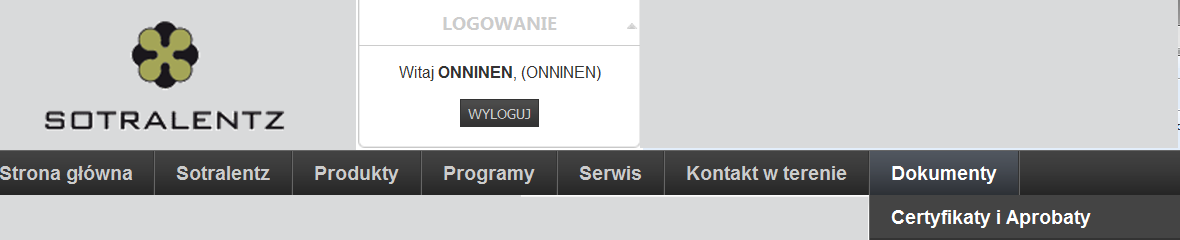 LOGOWANIE
Witaj ONNINEN, (ONNINEN)
WYLOGUJ
SOTRALENTZ
Strona główna Sotralentz Produkty Programy Serwis Kontakt w terenie Dokumenty
Certyfikaty i Aprobaty